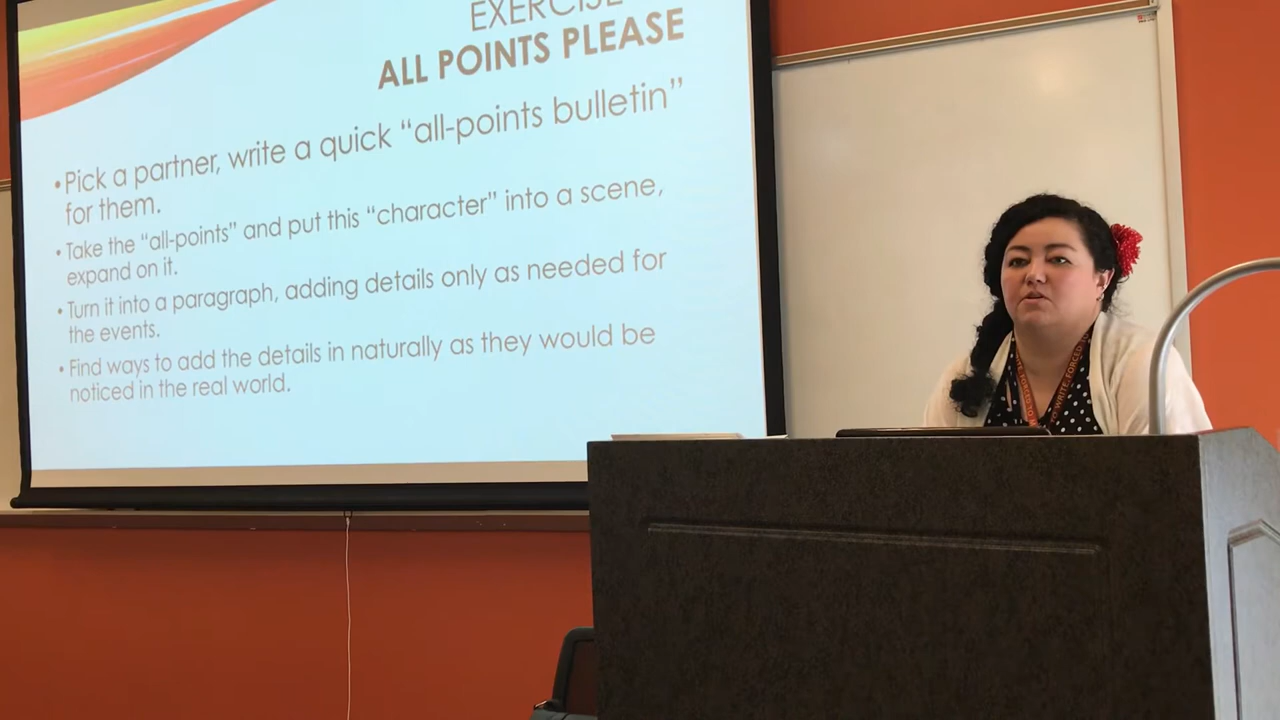 EXERCISE
ALL POINTS PLEASE
•Pick a partner, write a quick “all-points bulletin”
for them.
•Take the “all-points” and put this “character” into a scene,
expand on it.
•Turn it into a paragraph, adding details only as needed for
the events.
•Find ways to add the details in naturally as they would be
noticed in the real world.
WRITE. FORCED